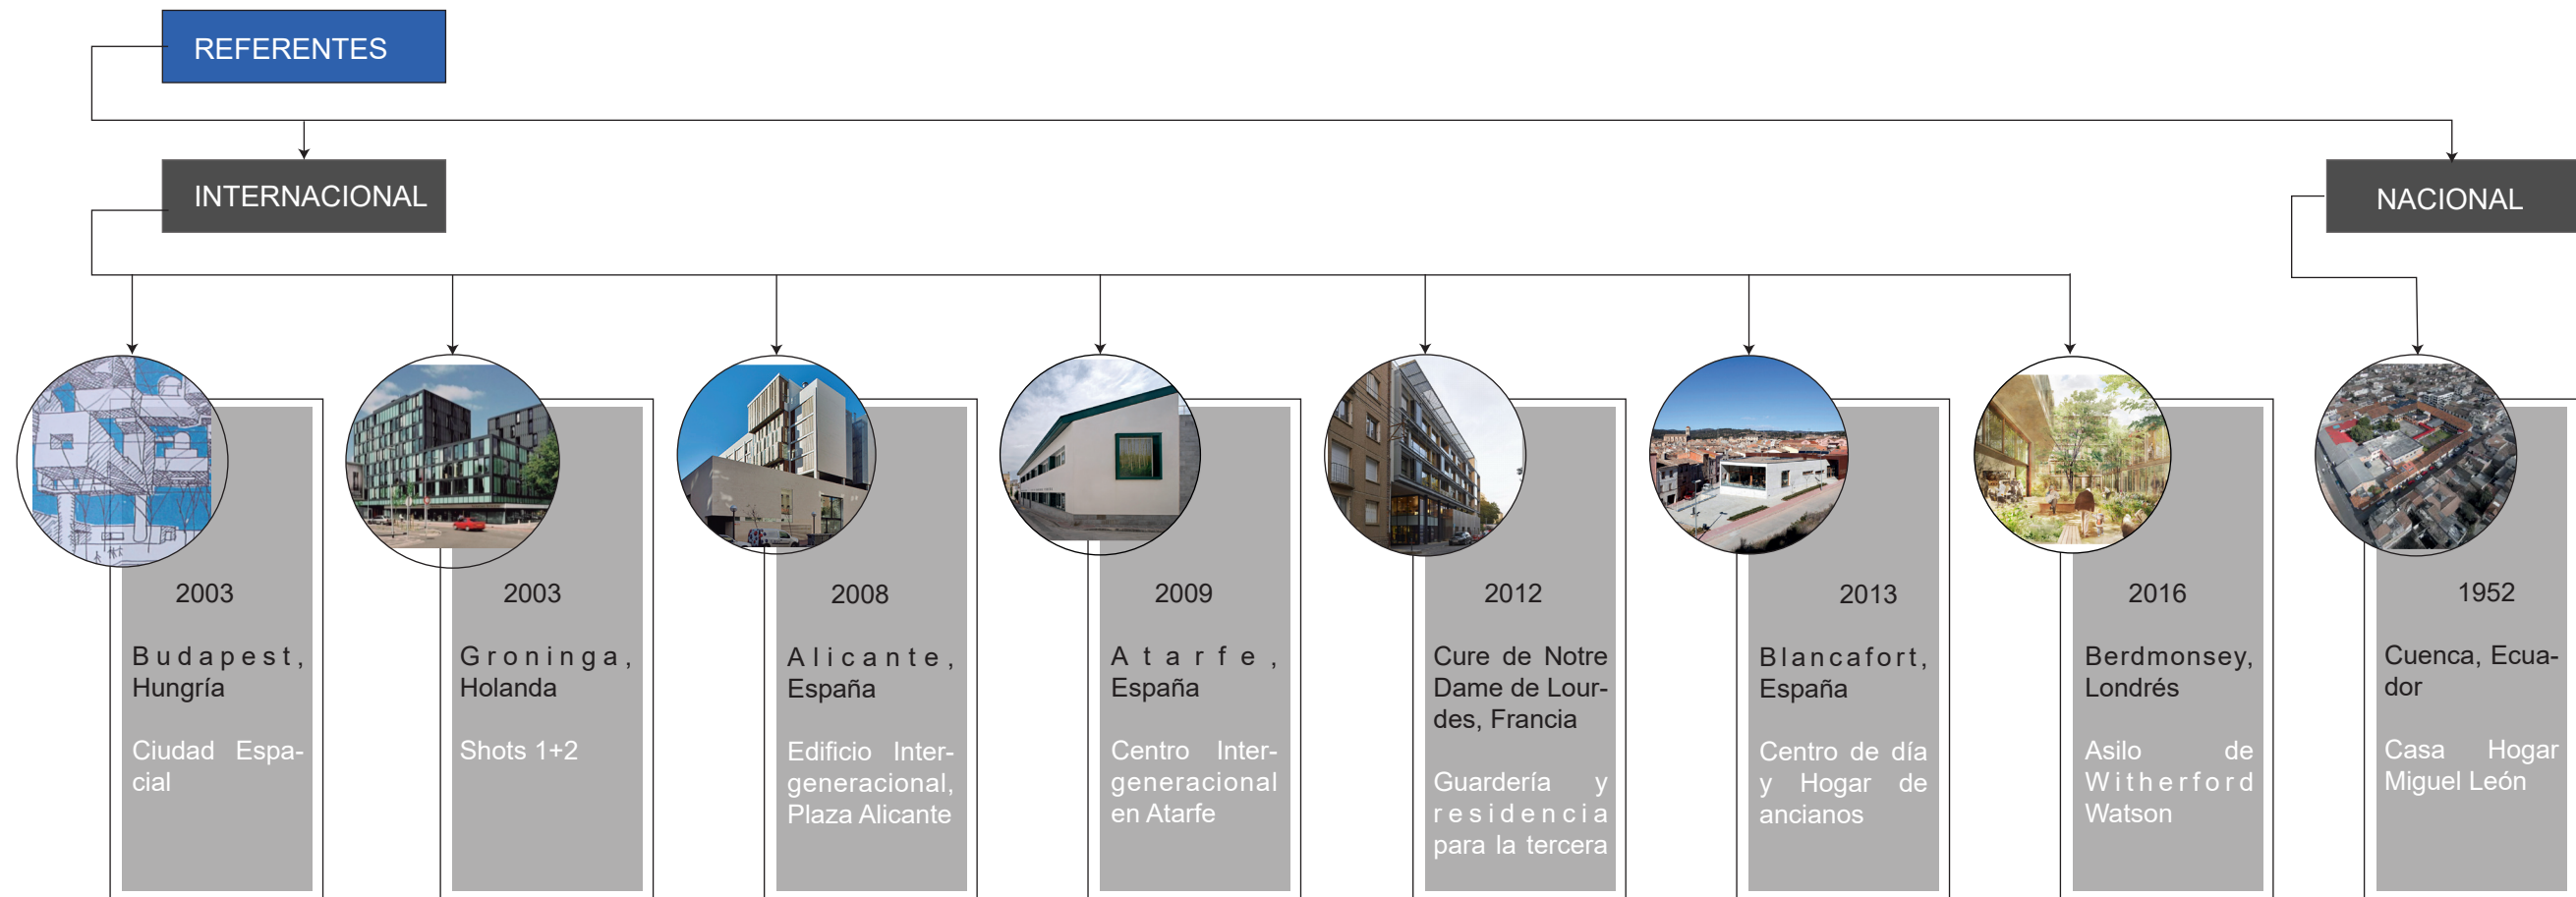 REFERENTES
INTERNACIONAL
NACIONAL
2003
Budapest,
Hungría
Ciudad Espa-
cial
2003
Groninga,
Holanda
Shots 1+2
2008
Alicante,
España
Edificio Inter-
generacional,
Plaza Alicante
2009
Atarfe,
España
Centro Inter-
generacional
en Atarfe
2012
Cure de Notre
Dame de Lour-
des, Francia
Guardería y
residencia
para la tercera
2013
Blancafort,
España
Centro de día
y Hogar de
ancianos
2016
Berdmonsey,
Londrés
Asilo de
Witherford
Watson
1952
Cuenca, Ecua-
dor
Casa Hogar
Miguel León